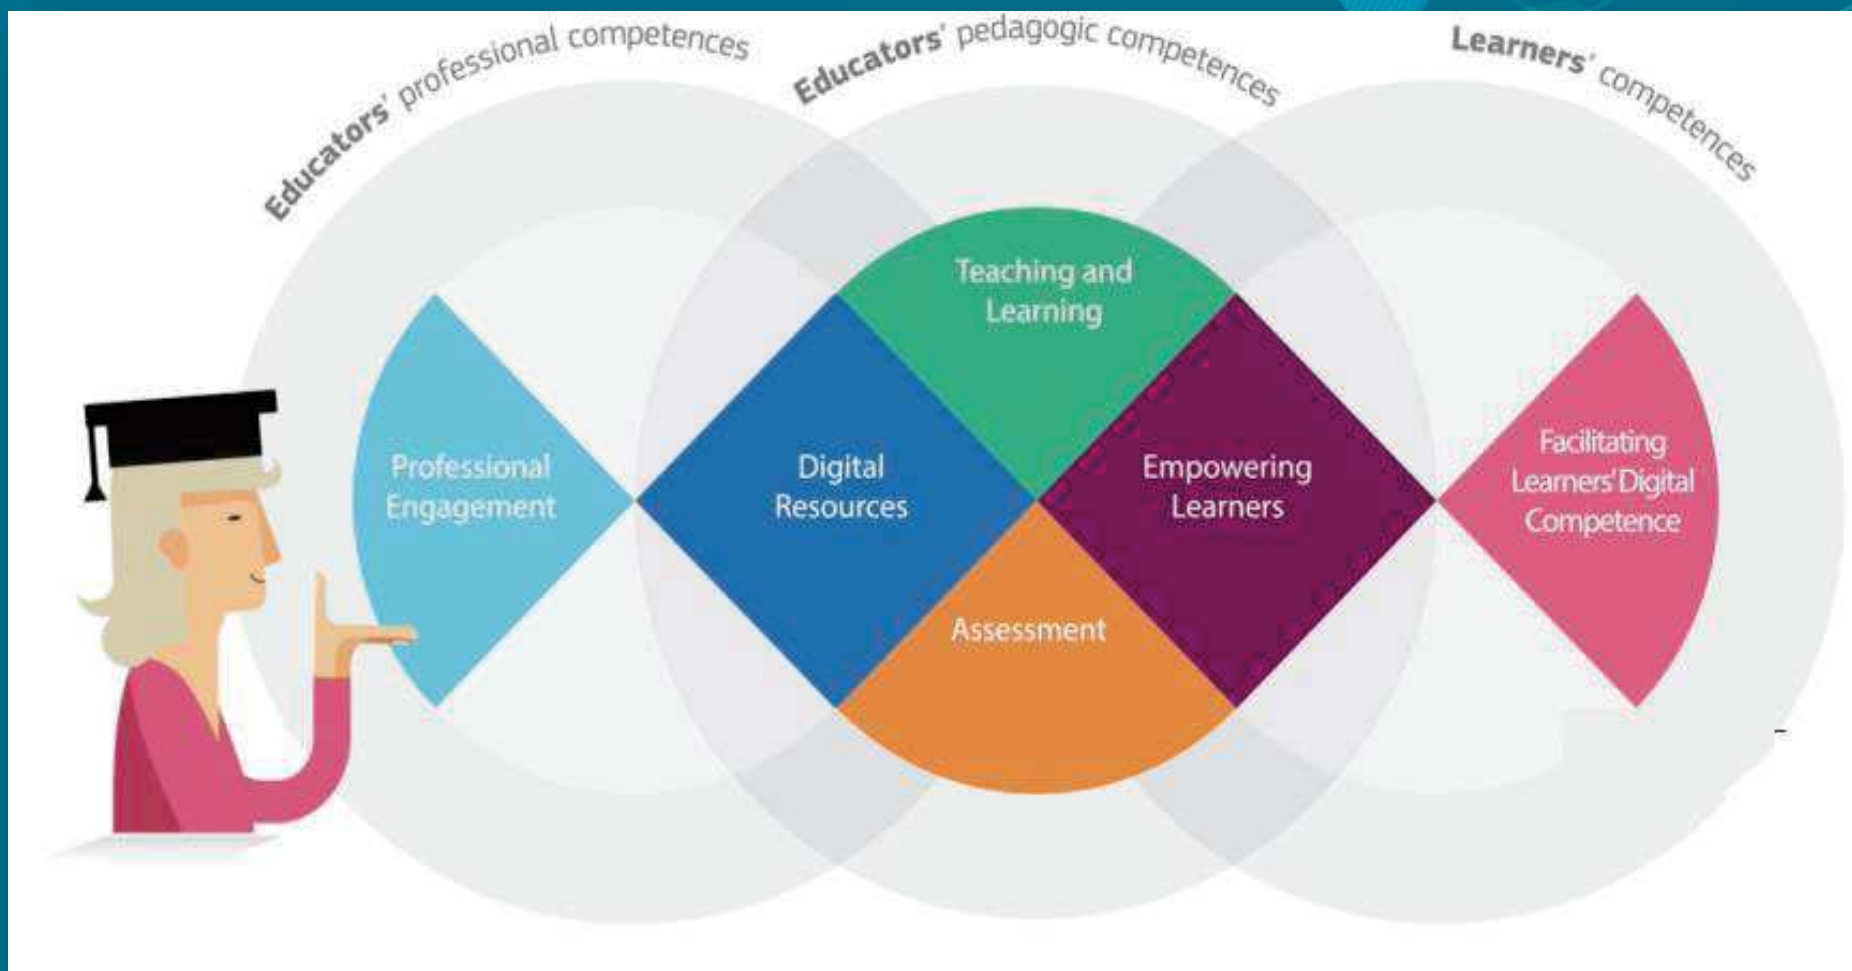 Educators' professional competences
Educators' pedagogic competences
Learners' competences
Teaching and
Learning
Professional
Engagement
Digital
Resources
Empowering
Learners
Facilitating
Learners' Digital
Competence
Assessment